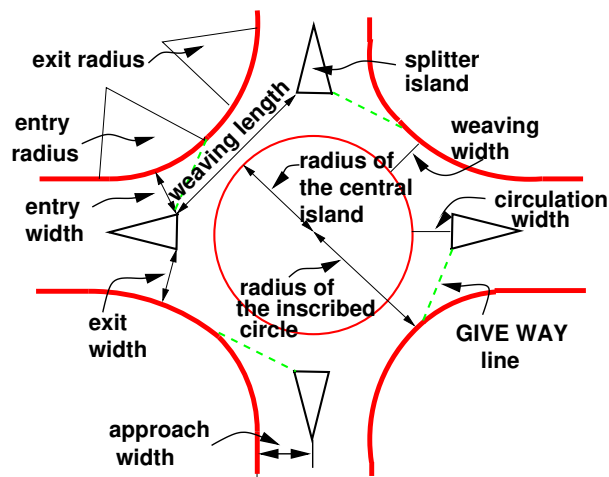 exit radius
splitter
island
entry
radius
weaving length
weaving
width
radius of
the central
island
entry
width
circulation
width
radius of
the inscribed
circle
exit
width
GIVE WAY
line
approach
width